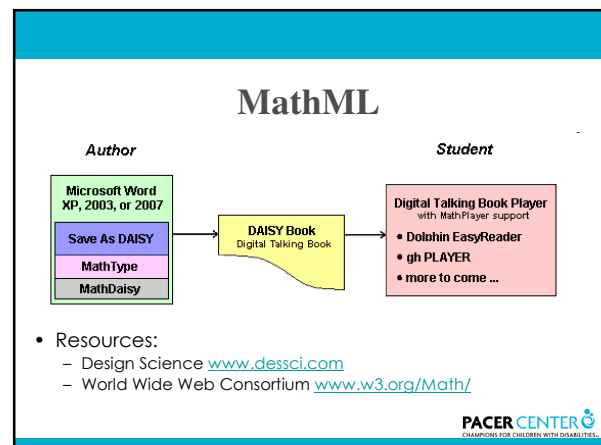 MathML
Author
Student
Microsoft Word
XP, 2003, or 2007
Save As DAISY
MathType
MathDaisy
DAISY Book
Digital Talking Book
Digital Talking Book Player
with MathPlayer support
• Dolphin EasyReader
• gh PLAYER
• more to come ...
• Resources:
– Design Science www.dessci.com
– World Wide Web Consortium www.w3.org/Math/
PACER CENTER
CHAMPIONS FOR CHILDREN WITH DISABILITIES